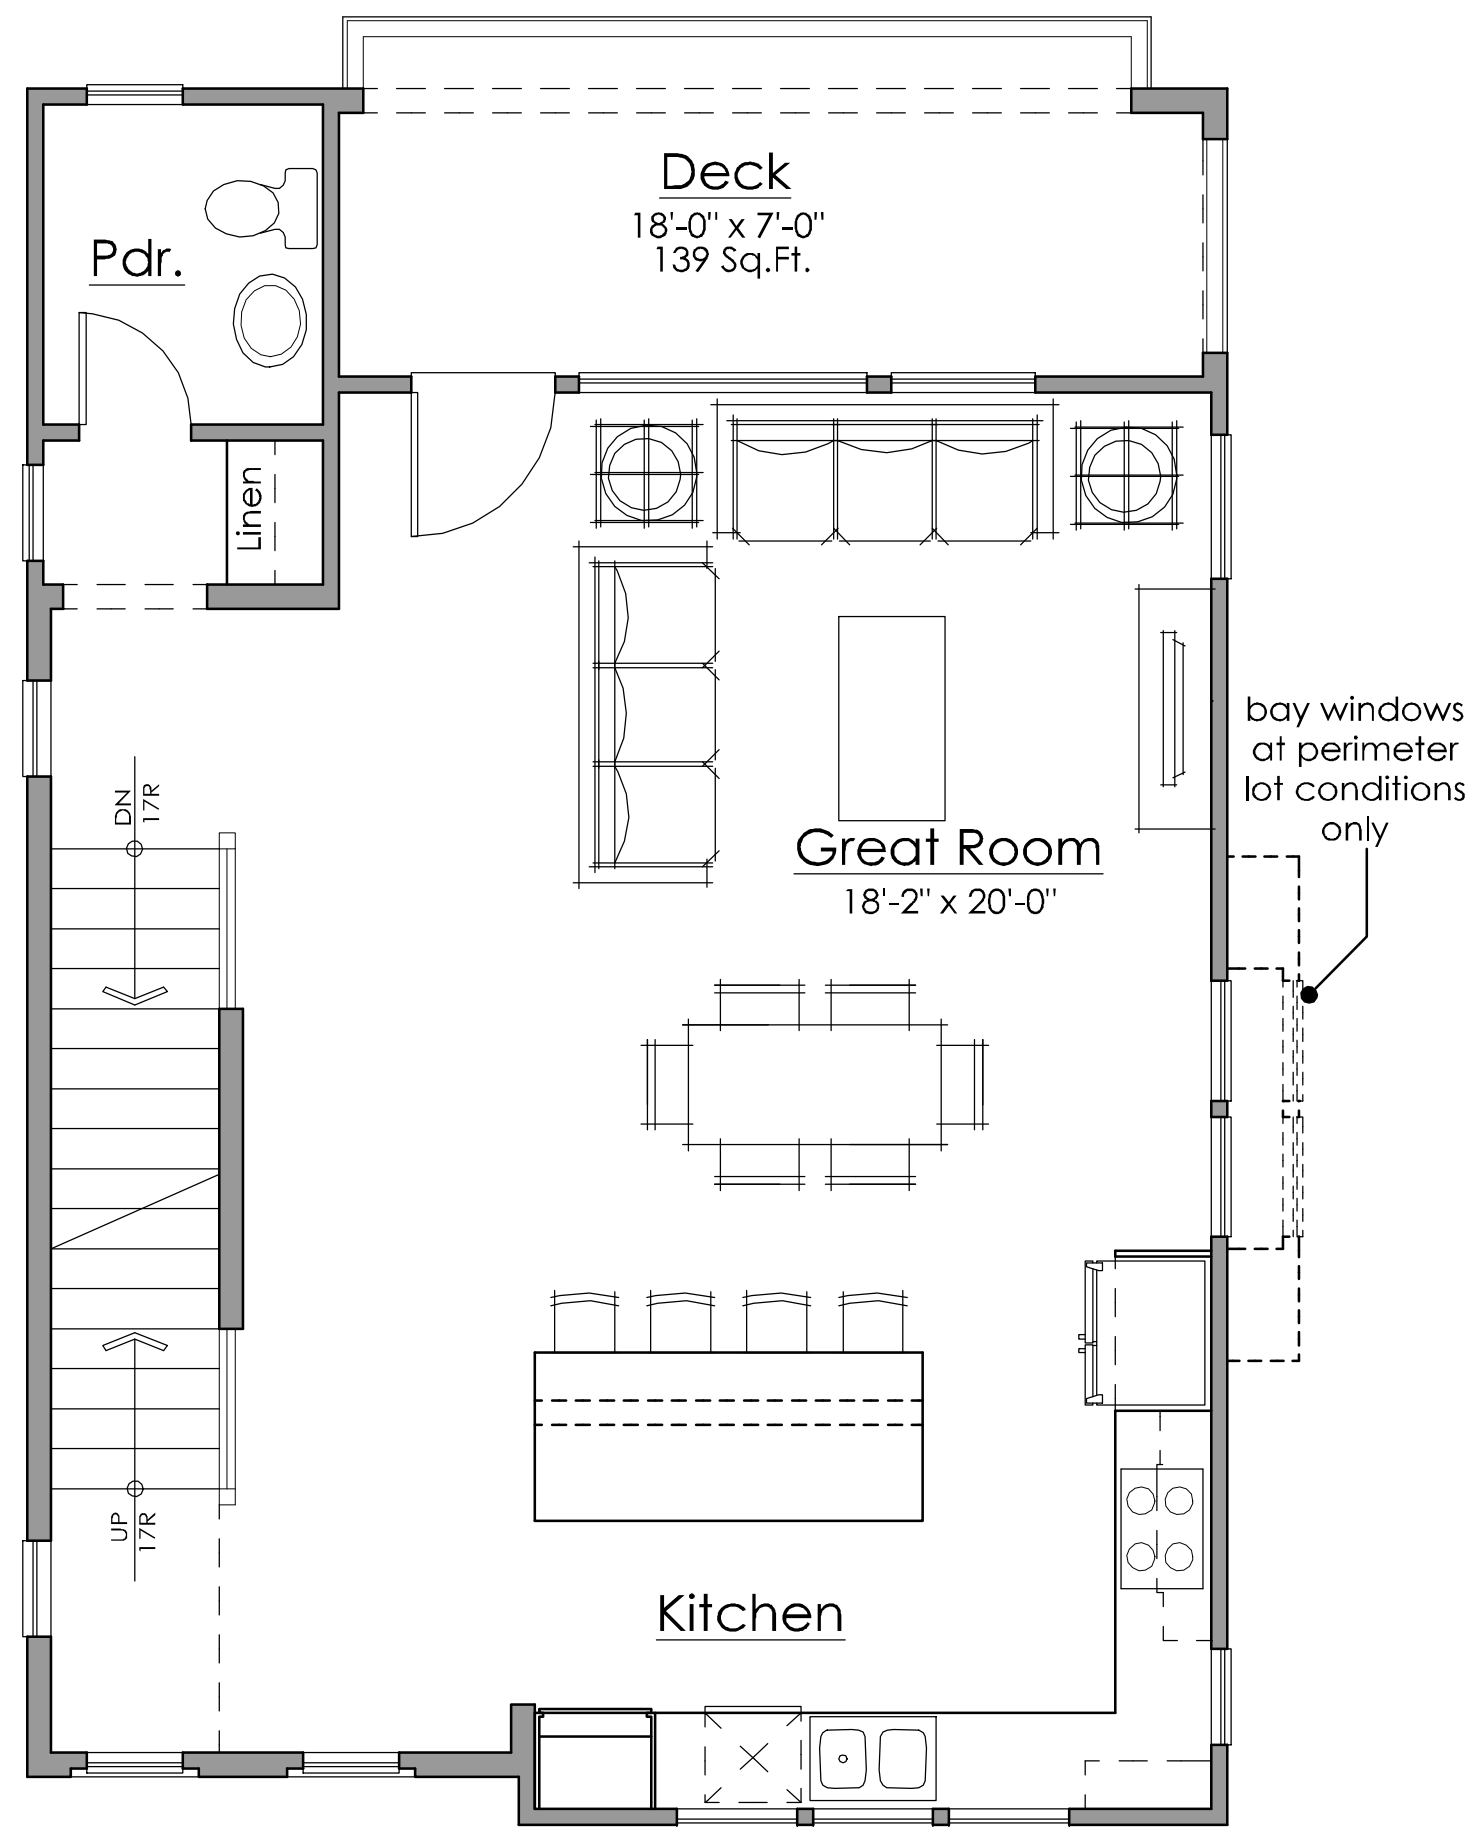 Deck
18'-0" x 7'-0"
139 Sq.Ft.
Pdr.
Linen
bay windows
at perimeter
lot conditions
only
DN
17R
Great Room
18'-2" x 20'-0"
UP
17R
Kitchen